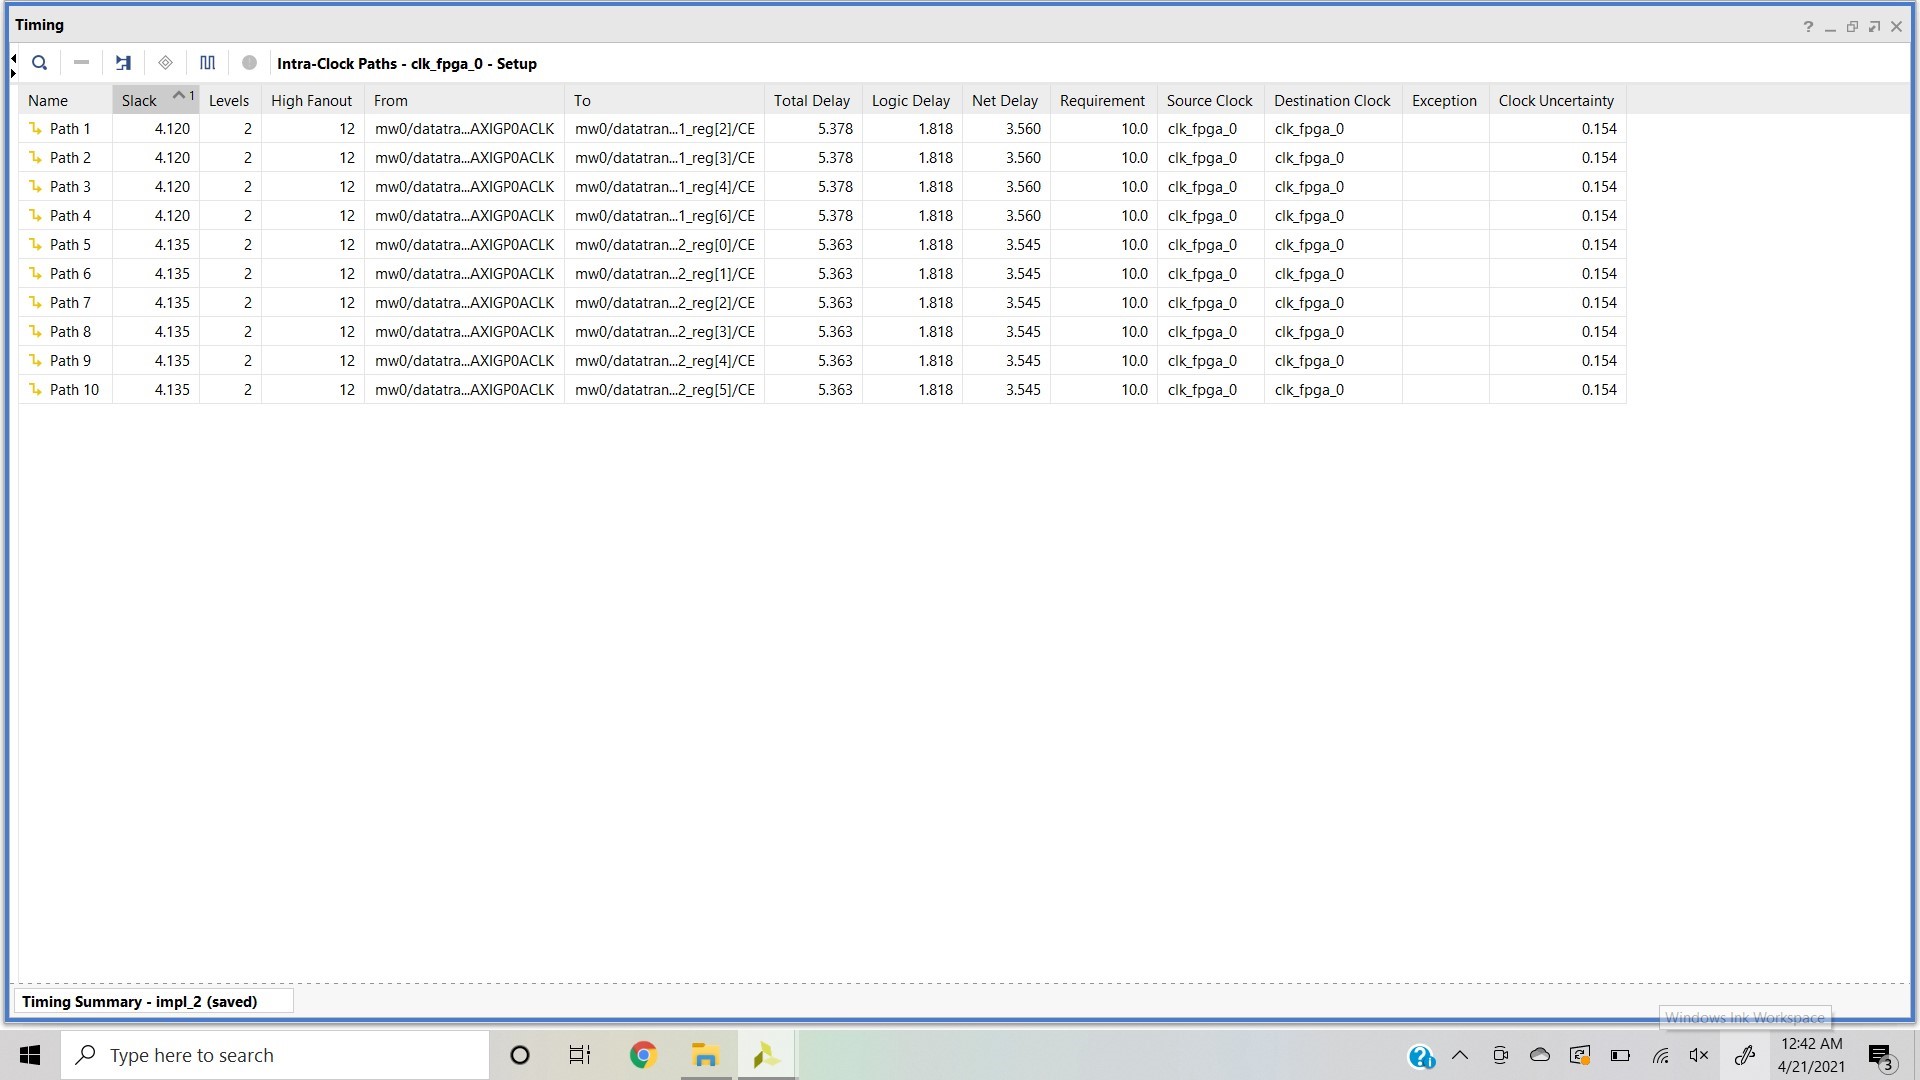 Timing
Intra-Clock Paths - clk_fpga_0 - Setup
Name Slack 1 Levels High Fanout From To Total Delay Logic Delay Net Delay Requirement Source Clock Destination Clock Exception Clock Uncertainty
Path 1 4.120 2 12 mw0/datatra...AXIGP0ACLK mw0/datatran...1_reg[2]/CE 5.378 1.818 3.560 10.0 clk_fpga_0 clk_fpga_0 0.154
Path 2 4.120 2 12 mw0/datatra...AXIGP0ACLK mw0/datatran...1_reg[3]/CE 5.378 1.818 3.560 10.0 clk_fpga_0 clk_fpga_0 0.154
Path 3 4.120 2 12 mw0/datatra...AXIGP0ACLK mw0/datatran...1_reg[4]/CE 5.378 1.818 3.560 10.0 clk_fpga_0 clk_fpga_0 0.154
Path 4 4.120 2 12 mw0/datatra...AXIGP0ACLK mw0/datatran...1_reg[6]/CE 5.378 1.818 3.560 10.0 clk_fpga_0 clk_fpga_0 0.154
Path 5 4.135 2 12 mw0/datatra...AXIGP0ACLK mw0/datatran...2_reg[0]/CE 5.363 1.818 3.545 10.0 clk_fpga_0 clk_fpga_0 0.154
Path 6 4.135 2 12 mw0/datatra...AXIGP0ACLK mw0/datatran...2_reg[1]/CE 5.363 1.818 3.545 10.0 clk_fpga_0 clk_fpga_0 0.154
Path 7 4.135 2 12 mw0/datatra...AXIGP0ACLK mw0/datatran...2_reg[2]/CE 5.363 1.818 3.545 10.0 clk_fpga_0 clk_fpga_0 0.154
Path 8 4.135 2 12 mw0/datatra...AXIGP0ACLK mw0/datatran...2_reg[3]/CE 5.363 1.818 3.545 10.0 clk_fpga_0 clk_fpga_0 0.154
Path 9 4.135 2 12 mw0/datatra...AXIGP0ACLK mw0/datatran...2_reg[4]/CE 5.363 1.818 3.545 10.0 clk_fpga_0 clk_fpga_0 0.154
Path 10 4.135 2 12 mw0/datatra...AXIGP0ACLK mw0/datatran...2_reg[5]/CE 5.363 1.818 3.545 10.0 clk_fpga_0 clk_fpga_0 0.154
Timing Summary - impl_2 (saved)
Windows Ink Workspace
Type here to search
12:42 AM
4/21/2021
3